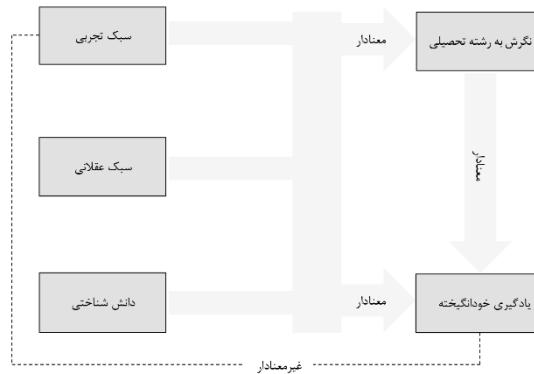 سبک تجربی
معنادار
نگرش به رشته تحصیلی
سبک عقلانی
معنادار
دانش شناختی
معنادار
یادگیری خودانگیخته
غیرمعنادار